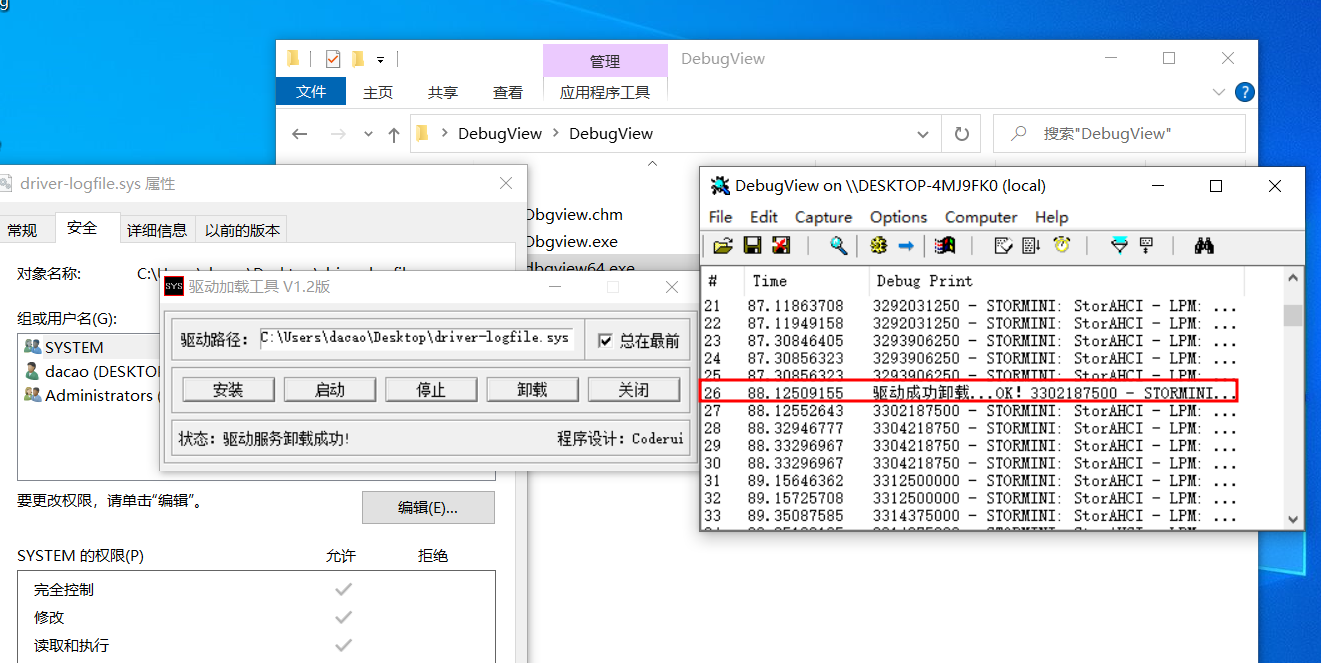 g
管理
DebugView
文件
主页
共享
查看
应用程序工具
?
DebugView
DebugView
搜索"DebugView"
Dbgview.chm
Dbgview.exe
dbgview64.exe
driver-logfile.sys 属性
常规
安全
详细信息
以前的版本
对象名称:
组或用户名(G):
SYSTEM
dacao (DESKTO
Administrators (
要更改权限，请单击“编辑”。
编辑(E)...
SYSTEM 的权限(P)
允许
拒绝
完全控制
修改
读取和执行
SYS
驱动加载工具 V1.2版
驱动路径: C:\Users\dacao\Desktop\driver-logfile.sys
总在最前
安装
启动
停止
卸载
关闭
状态: 驱动服务卸载成功!
程序设计: Coderui
DebugView on \\DESKTOP-4MJ9FK0 (local)
File Edit Capture Options Computer Help
# Time Debug Print
21 87.11863708 3292031250 - STORMINI: StorAHCI - LPM: ...
22 87.11949158 3292031250 - STORMINI: StorAHCI - LPM: ...
23 87.30846405 3293906250 - STORMINI: StorAHCI - LPM: ...
24 87.30856323 3293906250 - STORMINI: StorAHCI - LPM: ...
25 87.30856323 3293906250 - STORMINI: StorAHCI - LPM: ...
26 88.12509155 驱动成功卸载...OK! 3302187500 - STORMINI...
27 88.12552643 3302187500 - STORMINI: StorAHCI - LPM: ...
28 88.32946777 3304218750 - STORMINI: StorAHCI - LPM: ...
29 88.33296967 3304218750 - STORMINI: StorAHCI - LPM: ...
30 88.33296967 3304218750 - STORMINI: StorAHCI - LPM: ...
31 89.15646362 3312500000 - STORMINI: StorAHCI - LPM: ...
32 89.15725708 3312500000 - STORMINI: StorAHCI - LPM: ...
33 89.35087585 3314375000 - STORMINI: StorAHCI - LPM: ...